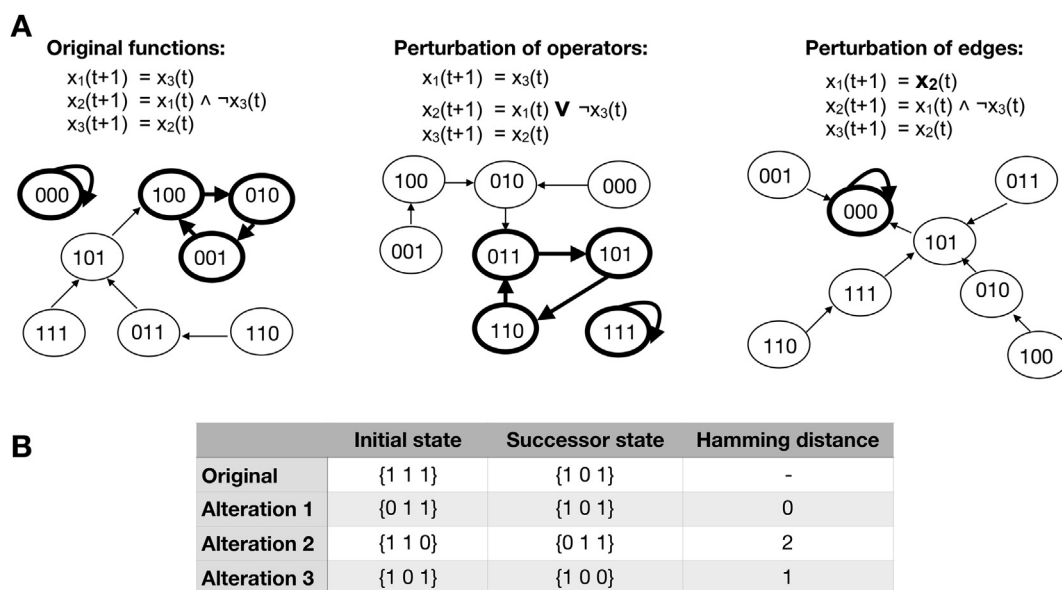 A
Original functions:
x₁(t+1) = x₃(t)
x₂(t+1) = x₁(t) ∧ ¬x₃(t)
x₃(t+1) = x₂(t)
000
100
010
101
001
111
011
110
Perturbation of operators:
x₁(t+1) = x₃(t)
x₂(t+1) = x₁(t) V ¬x₃(t)
x₃(t+1) = x₂(t)
100
010
000
001
011
101
110
111
Perturbation of edges:
x₁(t+1) = x₂(t)
x₂(t+1) = x₁(t) ∧ ¬x₃(t)
x₃(t+1) = x₂(t)
001
011
000
101
111
010
110
100
B
Initial state Successor state Hamming distance
Original {1 1 1} {1 0 1} -
Alteration 1 {0 1 1} {1 0 1} 0
Alteration 2 {1 1 0} {0 1 1} 2
Alteration 3 {1 0 1} {1 0 0} 1